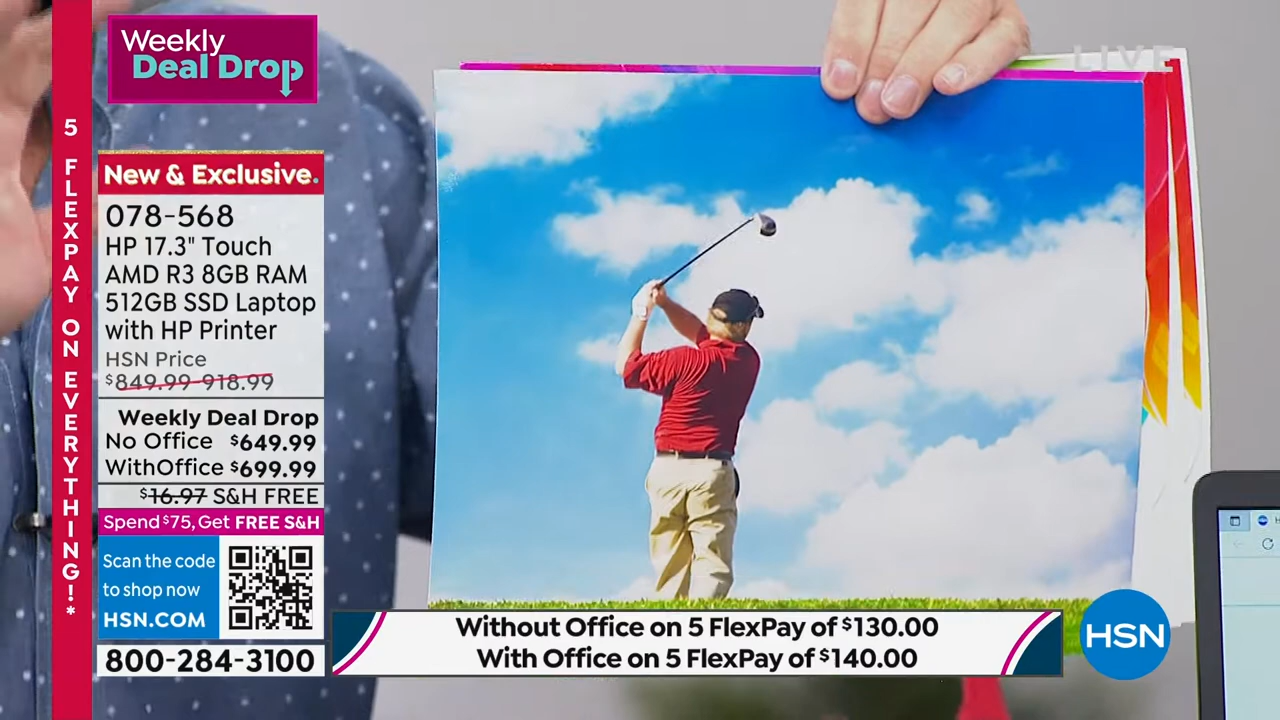 Weekly
Deal Drop
5 FLEXPAY ON EVERYTHING!*
New & Exclusive.
078-568
HP 17.3" Touch
AMD R3 8GB RAM
512GB SSD Laptop
with HP Printer
HSN Price
$849.99-918.99
Weekly Deal Drop
No Office $649.99
WithOffice $699.99
$16.97 S&H FREE
Spend $75, Get FREE S&H
Scan the code
to shop now
HSN.COM
800-284-3100
LIVE
Without Office on 5 FlexPay of $130.00
With Office on 5 FlexPay of $140.00
HSN